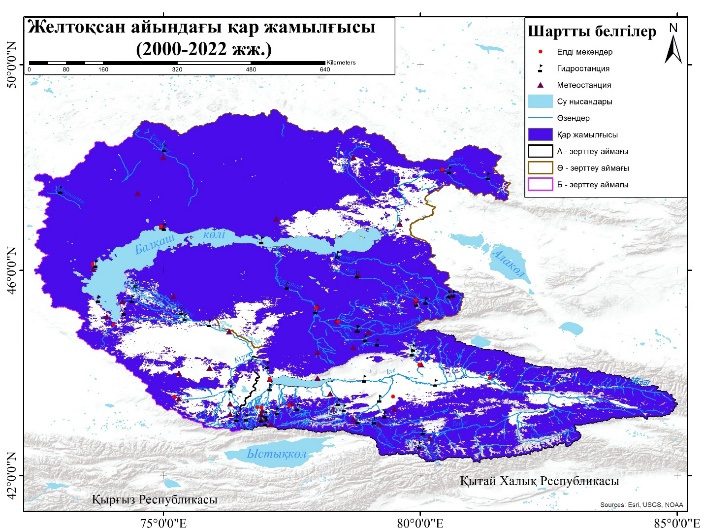 Желтоқсан айындағы қар жамылғысы
(2000-2022 жж.)
0 80 160 320 480 640 Kilometers
Шартты белгілер
N
Елді мекендер
Гидростанция
Метеостанция
Су нысандары
Өзендер
Қар жамылғысы
А - зерттеу аймағы
Ә - зерттеу аймағы
Б - зерттеу аймағы
50°0'0"N
46°0'0"N
42°0'0"N
Балкаш көлі
Алакөл
Ыстықкөл
Қырғыз Республикасы
Қытай Халық Республикасы
Sources: Esri, USGS, NOAA
75°0'0"E 80°0'0"E 85°0'0"E